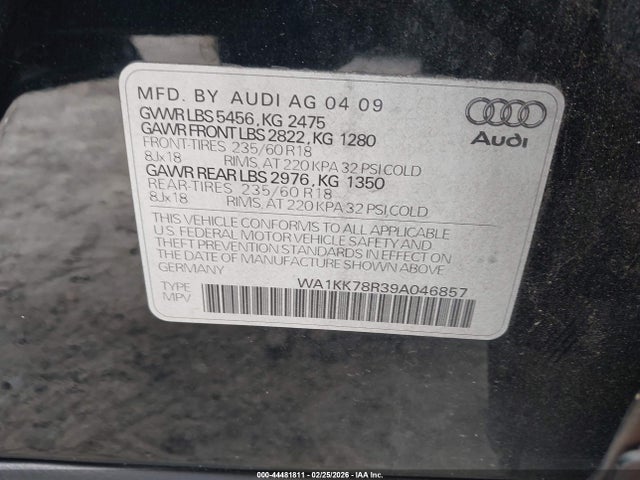 MFD. BY AUDI AG 04 09
GVWR LBS 5456, KG 2475
GAWR FRONT LBS 2822, KG 1280
FRONT-TIRES 235/60 R18
8Jx18 RIMS, AT 220 KPA 32 PSI COLD
GAWR REAR LBS 2976, KG 1350
REAR-TIRES 235/60 R18
8Jx18 RIMS, AT 220 KPA 32 PSI COLD
THIS VEHICLE CONFORMS TO ALL APPLICABLE
U.S. FEDERAL MOTOR VEHICLE SAFETY AND
THEFT PREVENTION STANDARDS IN EFFECT ON
THE DATE OF MANUFACTURE SHOWN ABOVE
GERMANY
WA1KK78R39A046857
TYPE
MPV
Audi
000-44481811 - 02/25/2026 - IAA Inc.